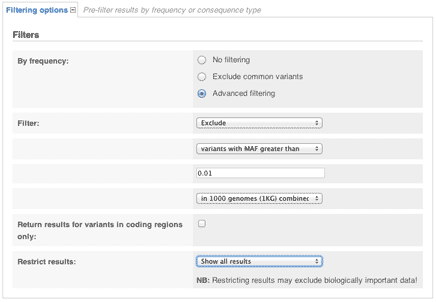 Filtering options Pre-filter results by frequency or consequence type
Filters
By frequency:
No filtering
Exclude common variants
Advanced filtering
Filter:
Exclude
variants with MAF greater than
0.01
in 1000 genomes (1KG) combined
Return results for variants in coding regions
only:
Restrict results:
Show all results
NB: Restricting results may exclude biologically important data!